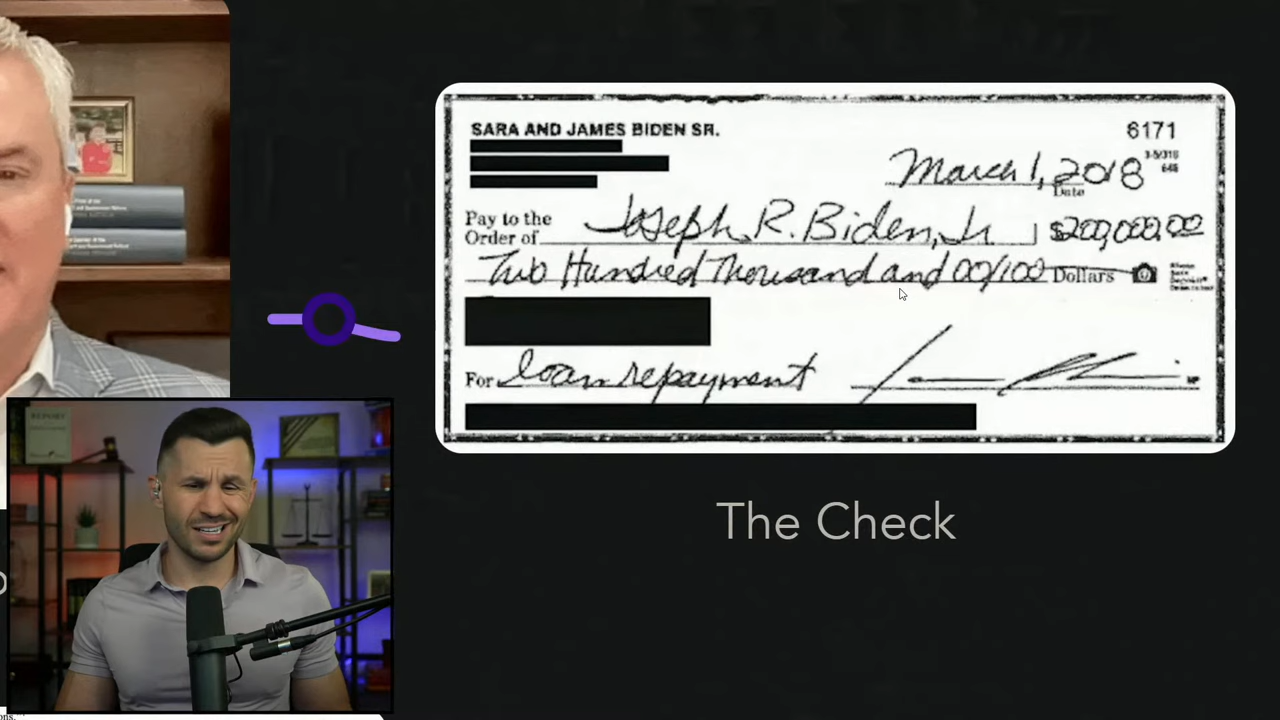 SARA AND JAMES BIDEN SR.
6171
March 1, 2018
Date
Pay to the
Order of
Joseph R. Biden, Jr
$200,000.00
Two Hundred Thousand and 00/100 Dollars
For loan repayment
The Check
REPORT